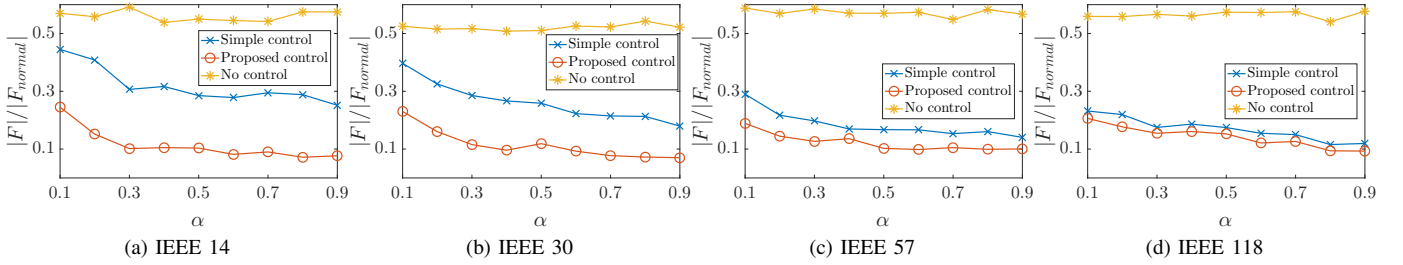 |F|/|F_normal|
0.5
0.3
0.1
Simple control
Proposed control
No control
0.1 0.3 0.5 0.7 0.9
α
(a) IEEE 14
|F|/|F_normal|
0.5
0.3
0.1
Simple control
Proposed control
No control
0.1 0.3 0.5 0.7 0.9
α
(b) IEEE 30
|F|/|F_normal|
0.5
0.3
0.1
Simple control
Proposed control
No control
0.1 0.3 0.5 0.7 0.9
α
(c) IEEE 57
|F|/|F_normal|
0.5
0.3
0.1
Simple control
Proposed control
No control
0.1 0.3 0.5 0.7 0.9
α
(d) IEEE 118